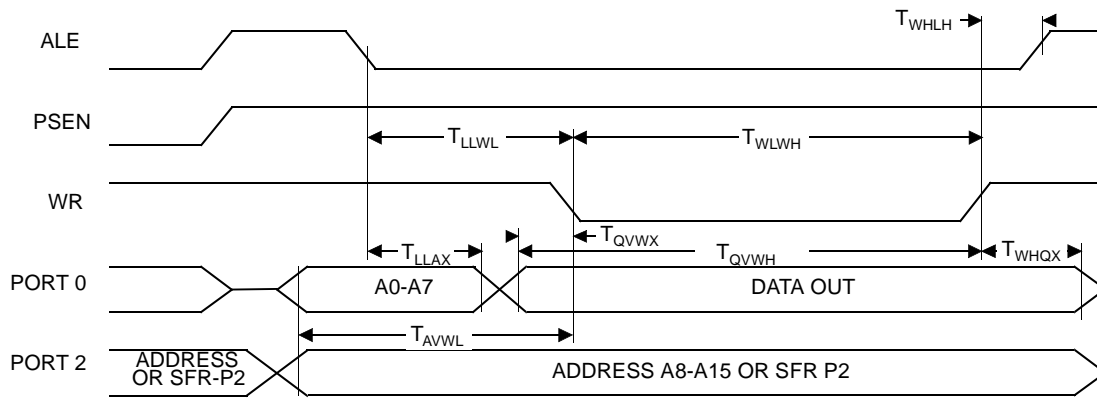 ALE
TWHLH
PSEN
TLLWL
TWLWH
WR
TQVWX
TLLAX
TQVWH
TWHQX
PORT 0
A0-A7
DATA OUT
TAVWL
PORT 2
ADDRESS
OR SFR-P2
ADDRESS A8-A15 OR SFR P2